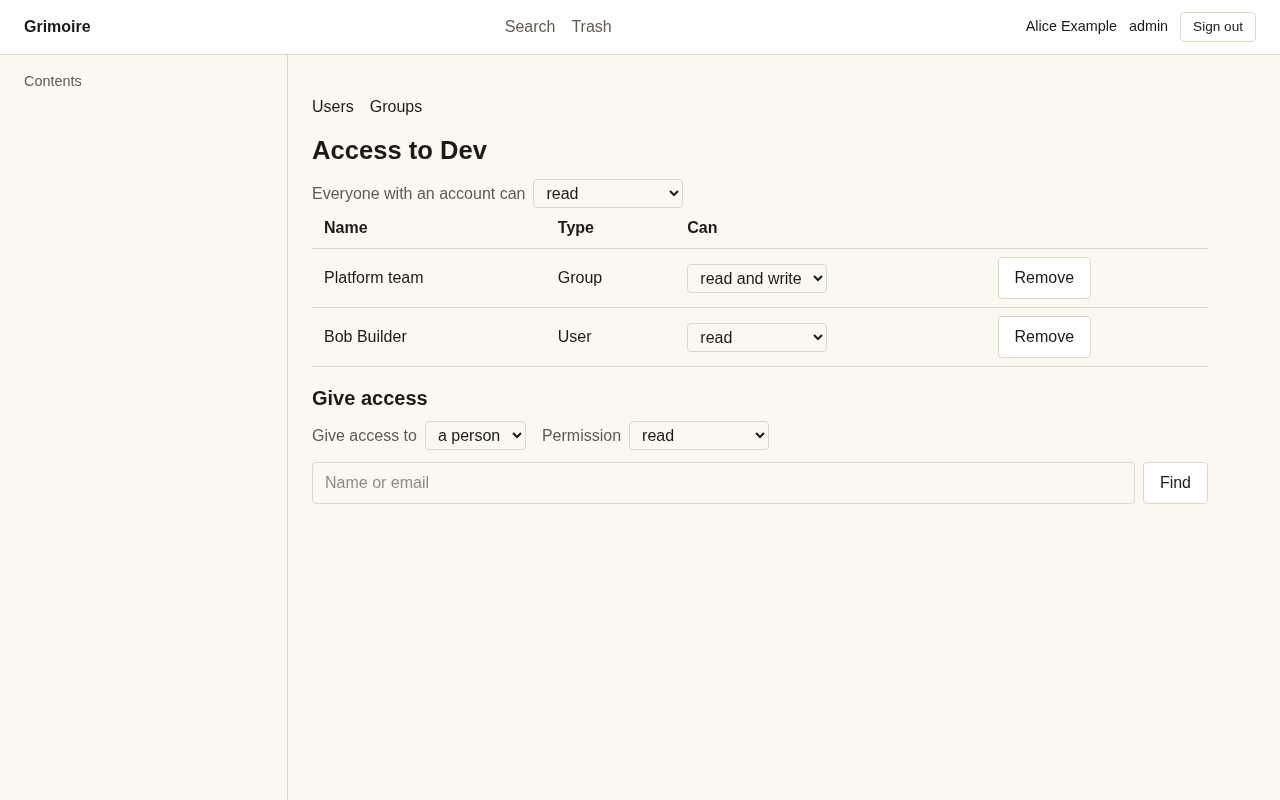 Grimoire Search Trash Alice Example admin Sign out
Contents
Users Groups
Access to Dev
Everyone with an account can read
Name Type Can
Platform team Group read and write Remove
Bob Builder User read Remove
Give access
Give access to a person Permission read
Name or email Find